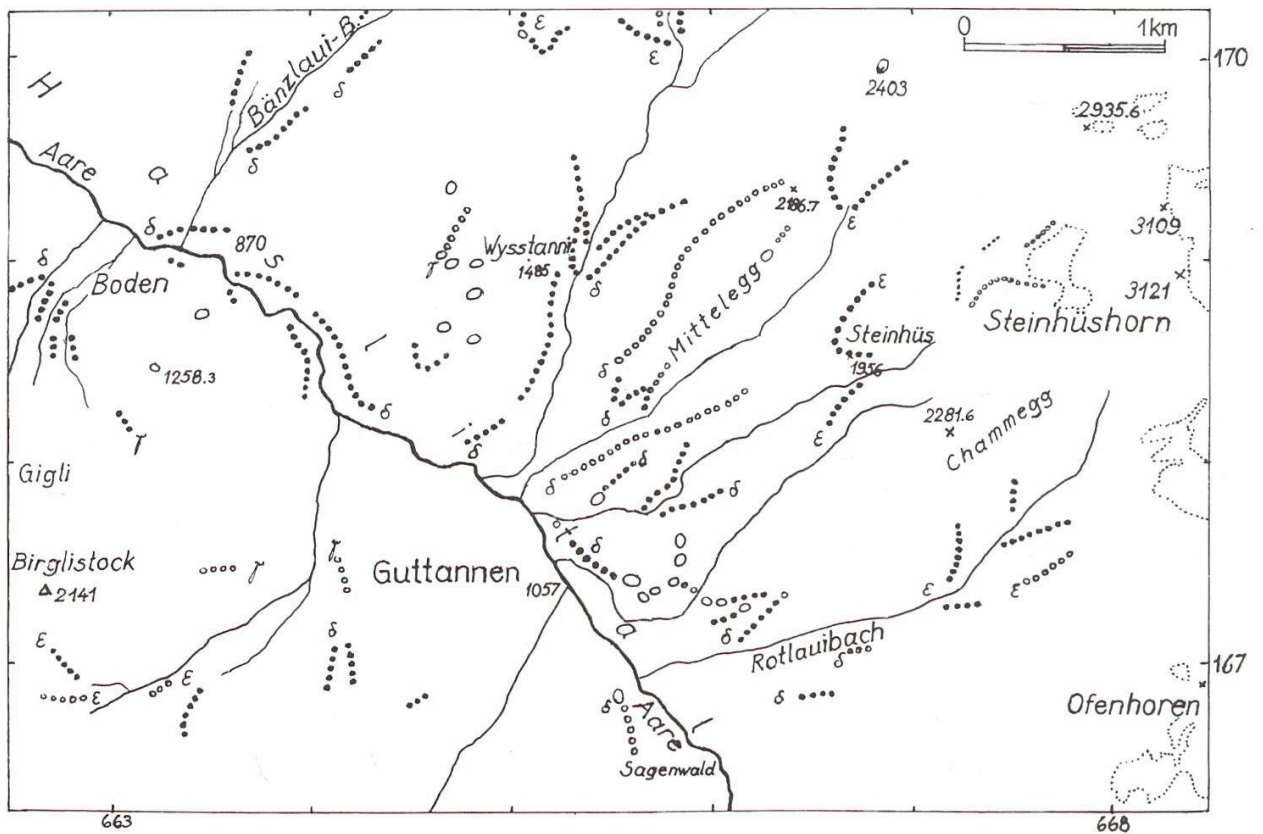 0 1km
170
Bänzlaui-B.
ε
ε
2403
2935.6
H
Aare
δ
δ
a
δ
870
S
δ
Boden
γ
Wysstanni
1485
δ
2186.7
ε
3109
3121
Steinhüshorn
Mittelegg
ε
Steinhüs
1956
1258.3
l
δ
δ
δ
ε
2281.6
Chammegg
γ
i
δ
Gigli
δ
δ
δ
t
δ
Birglistock
2141
γ
γ
Guttannen
1057
ε
ε
a
δ
Rotlauibach
δ
167
ε
δ
ε
ε
δ
δ
Aare
l
Ofenhoren
Sagenwald
663
668